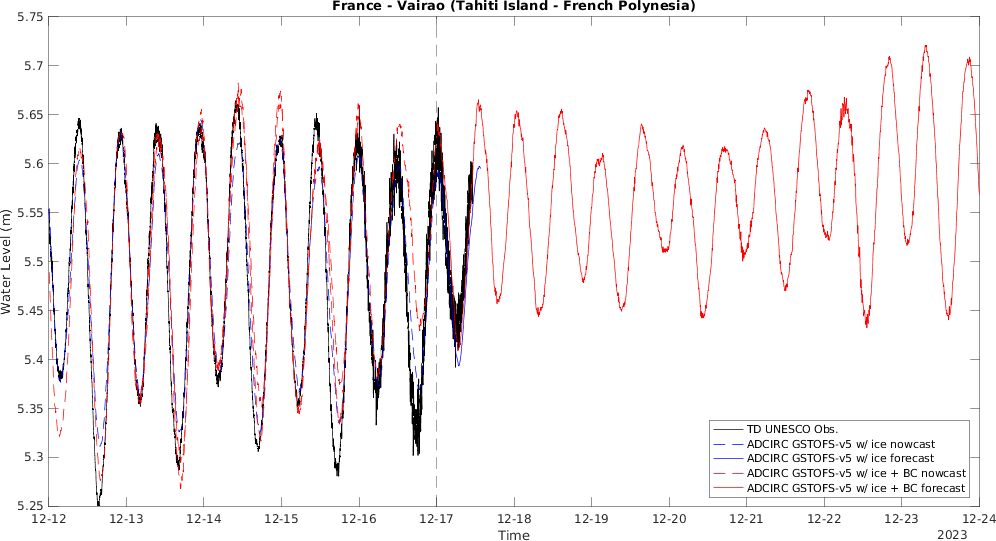 France - Vairao (Tahiti Island - French Polynesia)
5.75
5.7
5.65
5.6
5.55
5.5
5.45
5.4
5.35
5.3
5.25
Water Level (m)
TD UNESCO Obs.
ADCIRC GSTOFS-v5 w/ ice nowcast
ADCIRC GSTOFS-v5 w/ ice forecast
ADCIRC GSTOFS-v5 w/ ice + BC nowcast
ADCIRC GSTOFS-v5 w/ ice + BC forecast
12-12 12-13 12-14 12-15 12-16 12-17 12-18 12-19 12-20 12-21 12-22 12-23 12-24
Time
2023